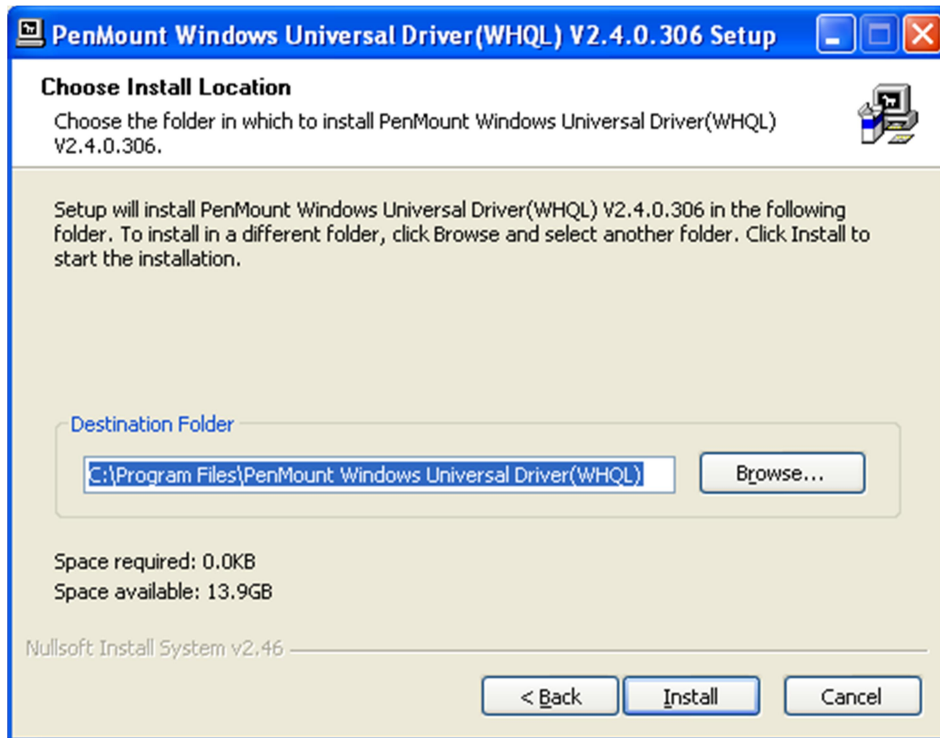 PenMount Windows Universal Driver(WHQL) V2.4.0.306 Setup
Choose Install Location
Choose the folder in which to install PenMount Windows Universal Driver(WHQL)
V2.4.0.306.
Setup will install PenMount Windows Universal Driver(WHQL) V2.4.0.306 in the following
folder. To install in a different folder, click Browse and select another folder. Click Install to
start the installation.
Destination Folder
C:\Program Files\PenMount Windows Universal Driver(WHQL)
Browse...
Space required: 0.0KB
Space available: 13.9GB
Nullsoft Install System v2.46
< Back
Install
Cancel